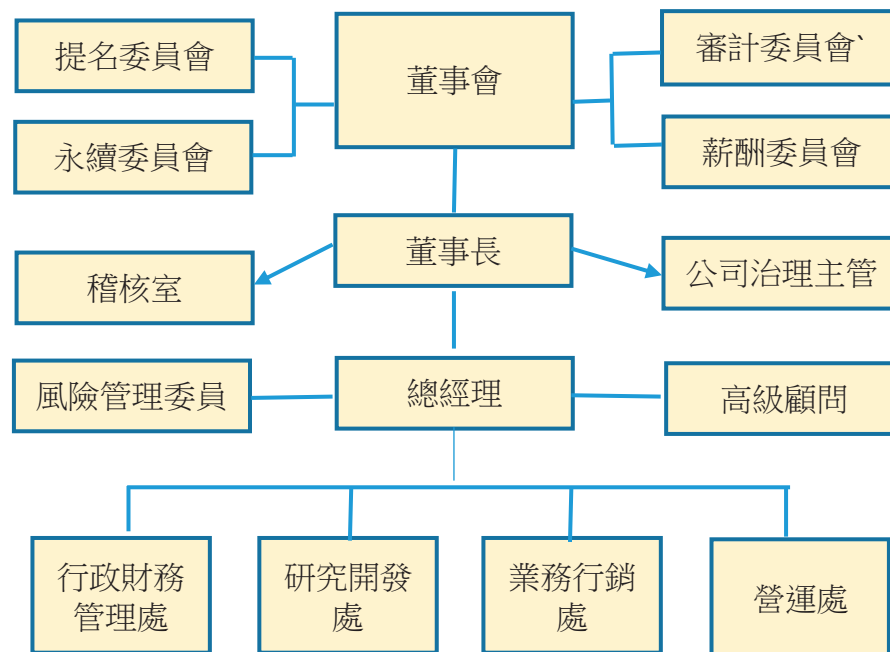 提名委員會
董事會
審計委員會`
永續委員會
薪酬委員會
董事長
稽核室
公司治理主管
風險管理委員
總經理
高級顧問
行政財務
管理處
研究開發
處
業務行銷
處
營運處